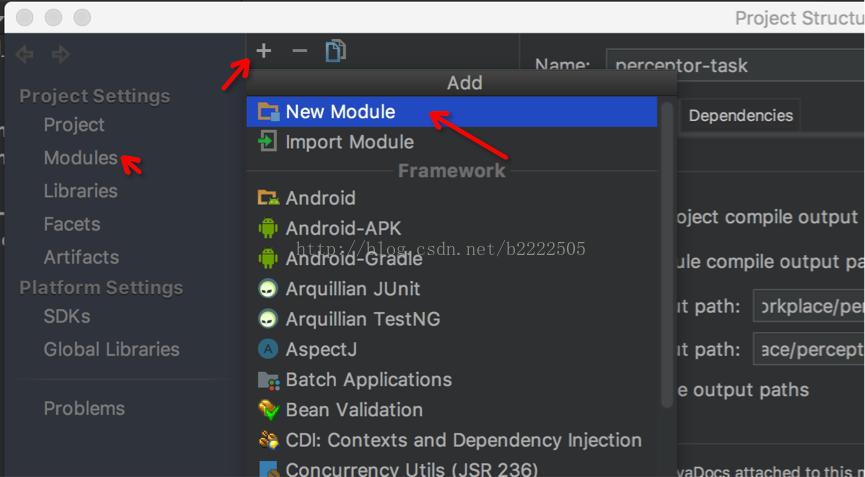 Project Structu
Name: perceptor-task
Add
New Module
Import Module
Framework
Android
Android-APK
Android-Gradle
Arquillian JUnit
Arquillian TestNG
AspectJ
Batch Applications
Bean Validation
CDI: Contexts and Dependency Injection
Concurrency Utils (JSR 236)
Project Settings
Project
Modules
Libraries
Facets
Artifacts
Platform Settings
SDKs
Global Libraries
Problems
Dependencies
oject compile output
ule compile output pa
ut path: orkplace/per
ut path: ace/percept
e output paths
vaDocs attached to this m
http://blog.csdn.net/b2222505